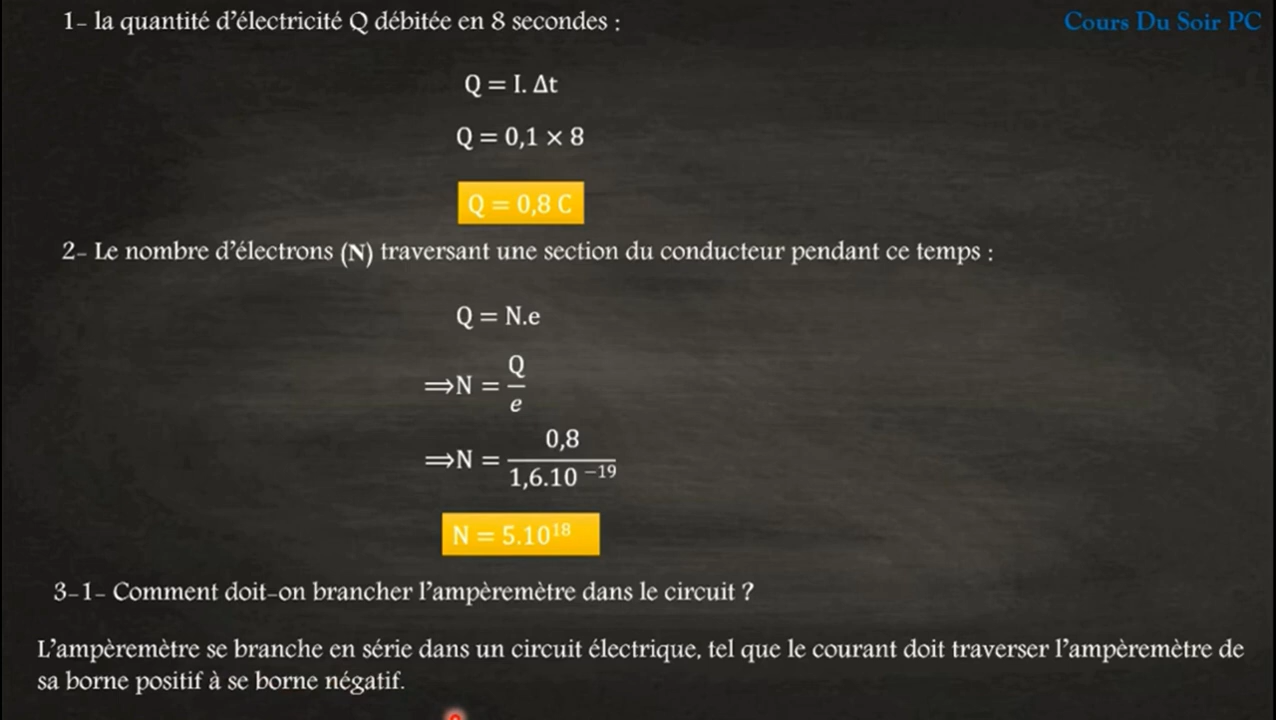 1- la quantité d'électricité Q débitée en 8 secondes :
Cours Du Soir PC
Q = I. Δt
Q = 0,1 × 8
Q = 0,8 C
2- Le nombre d'électrons (N) traversant une section du conducteur pendant ce temps :
Q = N.e
⟹N = Q/e
⟹N = 0,8/1,6.10⁻¹⁹
N = 5.10¹⁸
3-1- Comment doit-on brancher l'ampèremètre dans le circuit ?
L'ampèremètre se branche en série dans un circuit électrique, tel que le courant doit traverser l'ampèremètre de
sa borne positif à se borne négatif.